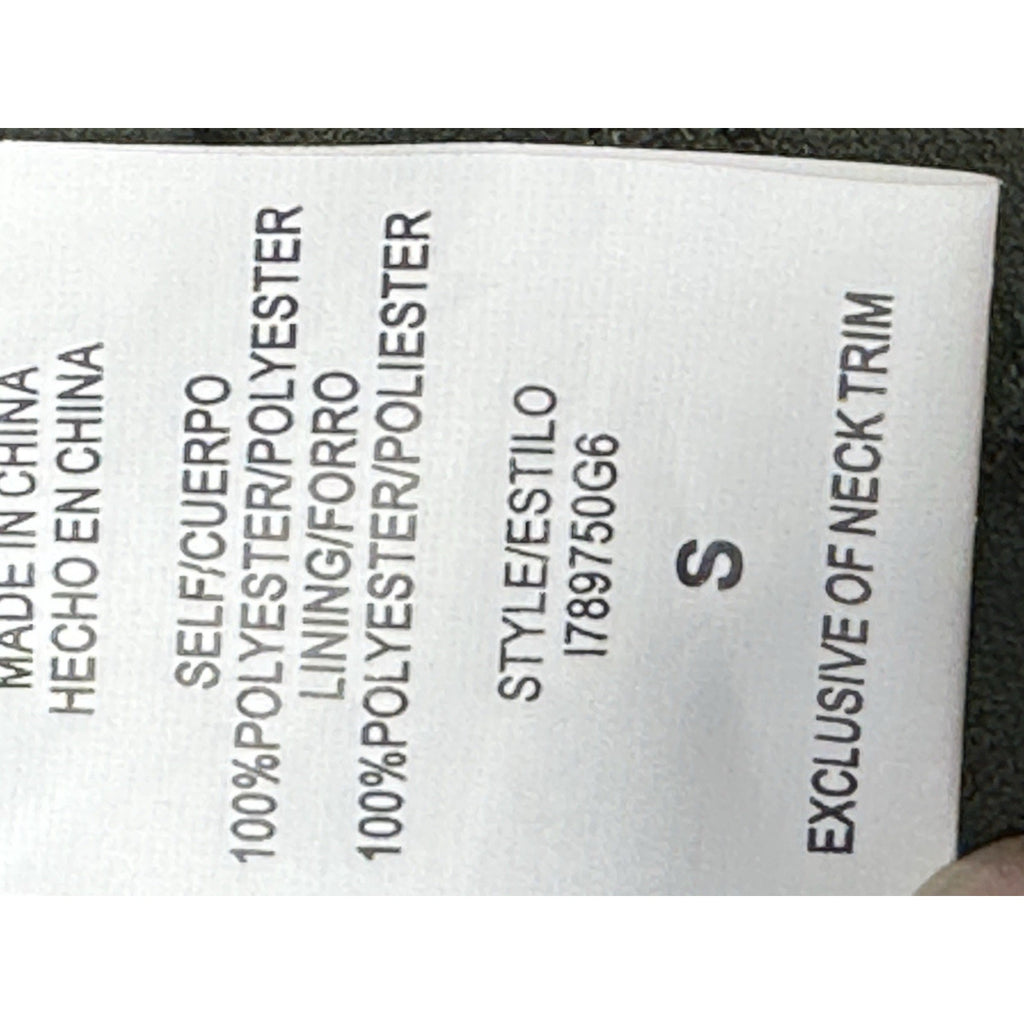 MADE IN CHINA
HECHO EN CHINA
SELF/CUERPO
100%POLYESTER/POLYESTER
LINING/FORRO
100%POLYESTER/POLIESTER
STYLE/ESTILO
I789750G6
S
EXCLUSIVE OF NECK TRIM